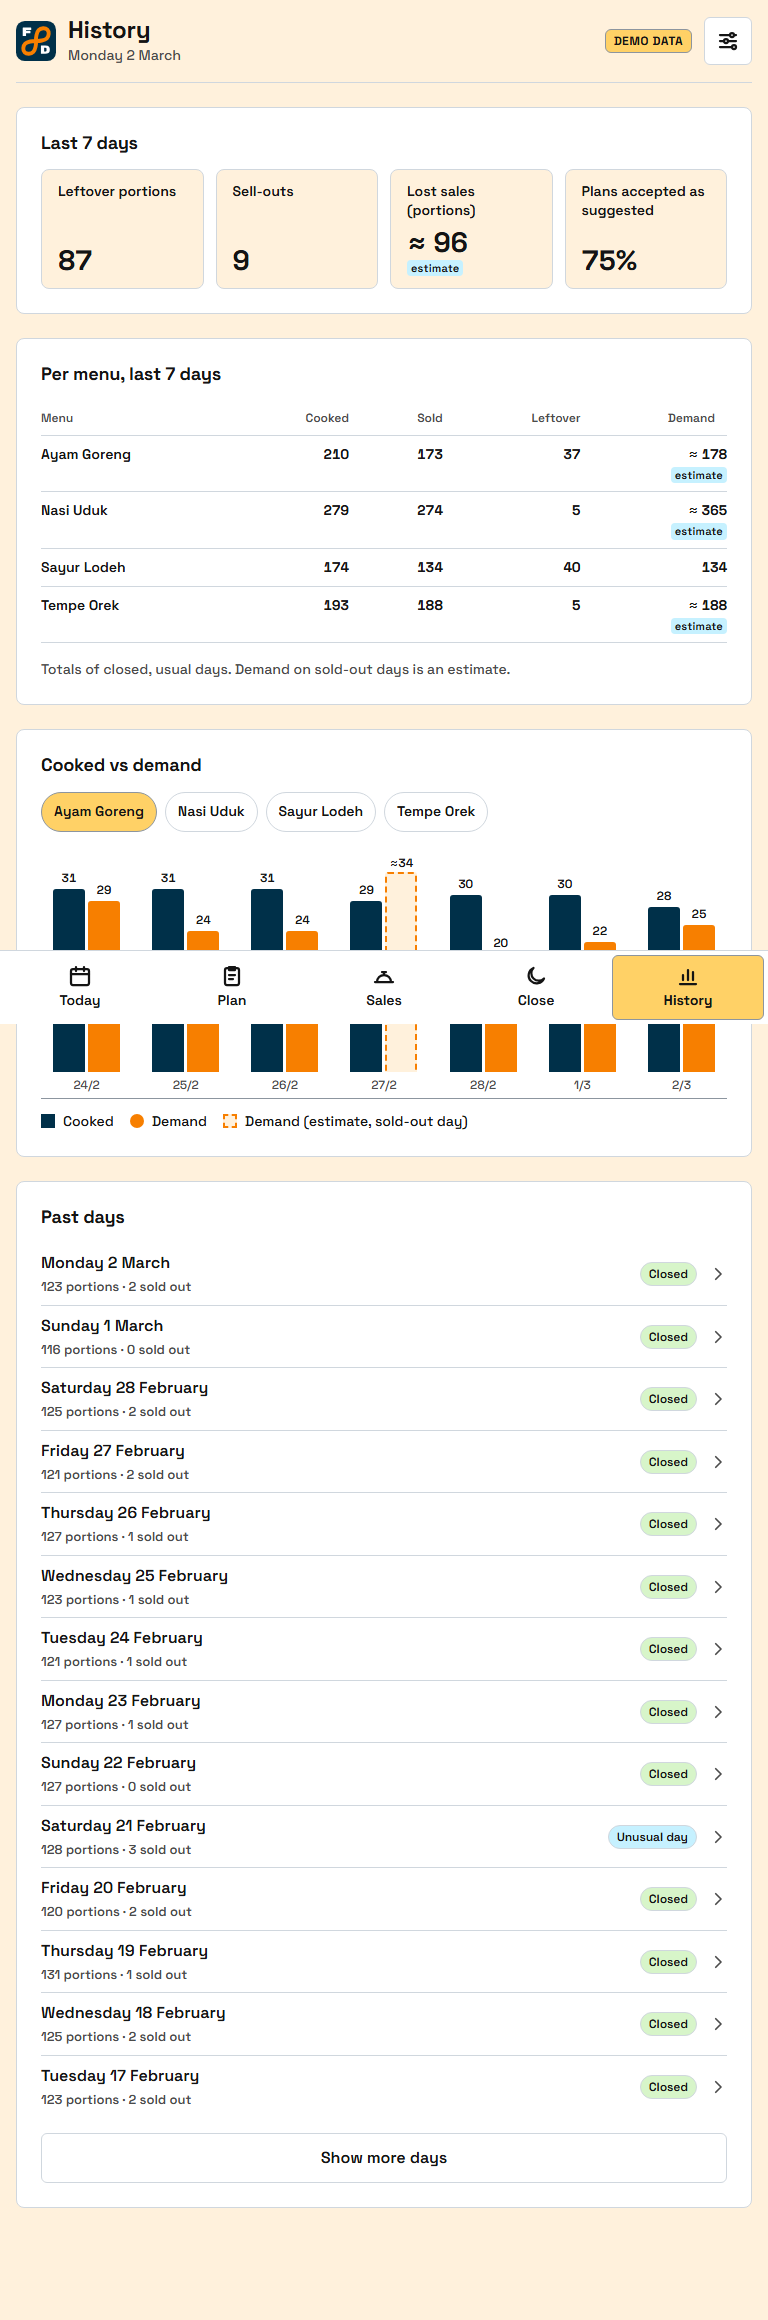 F
D
History
Monday 2 March
DEMO DATA
Last 7 days
Leftover portions
87
Sell-outs
9
Lost sales
(portions)
≈ 96
estimate
Plans accepted as
suggested
75%
Per menu, last 7 days
Menu Cooked Sold Leftover Demand
Ayam Goreng 210 173 37 ≈ 178
estimate
Nasi Uduk 279 274 5 ≈ 365
estimate
Sayur Lodeh 174 134 40 134
Tempe Orek 193 188 5 ≈ 188
estimate
Totals of closed, usual days. Demand on sold-out days is an estimate.
Cooked vs demand
Ayam Goreng Nasi Uduk Sayur Lodeh Tempe Orek
31 29 31 24 31 24 29 ≈34 30 20 30 22 28 25
Today Plan Sales Close History
24/2 25/2 26/2 27/2 28/2 1/3 2/3
Cooked Demand Demand (estimate, sold-out day)
Past days
Monday 2 March
123 portions · 2 sold out
Closed
Sunday 1 March
116 portions · 0 sold out
Closed
Saturday 28 February
125 portions · 2 sold out
Closed
Friday 27 February
121 portions · 2 sold out
Closed
Thursday 26 February
127 portions · 1 sold out
Closed
Wednesday 25 February
123 portions · 1 sold out
Closed
Tuesday 24 February
121 portions · 1 sold out
Closed
Monday 23 February
127 portions · 1 sold out
Closed
Sunday 22 February
127 portions · 0 sold out
Closed
Saturday 21 February
128 portions · 3 sold out
Unusual day
Friday 20 February
120 portions · 2 sold out
Closed
Thursday 19 February
131 portions · 1 sold out
Closed
Wednesday 18 February
125 portions · 2 sold out
Closed
Tuesday 17 February
123 portions · 2 sold out
Closed
Show more days